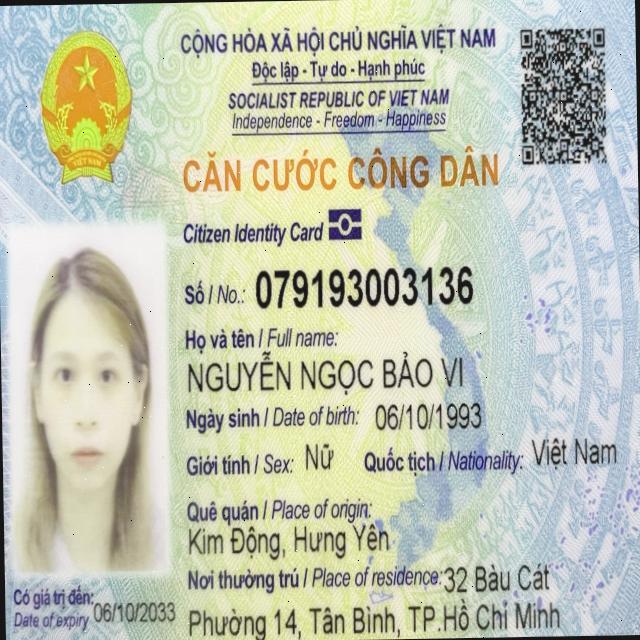 CỘNG HÒA XÃ HỘI CHỦ NGHĨA VIỆT NAM
Độc lập - Tự do - Hạnh phúc
SOCIALIST REPUBLIC OF VIET NAM
Independence - Freedom - Happiness
CĂN CƯỚC CÔNG DÂN
Citizen Identity Card
Số / No.: 079193003136
Họ và tên / Full name:
NGUYỄN NGỌC BẢO VI
Ngày sinh / Date of birth: 06/10/1993
Giới tính / Sex: Nữ Quốc tịch / Nationality: Việt Nam
Quê quán / Place of origin:
Kim Động, Hưng Yên
Nơi thường trú / Place of residence: 32 Bàu Cát
Phường 14, Tân Bình, TP.Hồ Chí Minh
Có giá trị đến: 06/10/2033
Date of expiry
VIỆT NAM